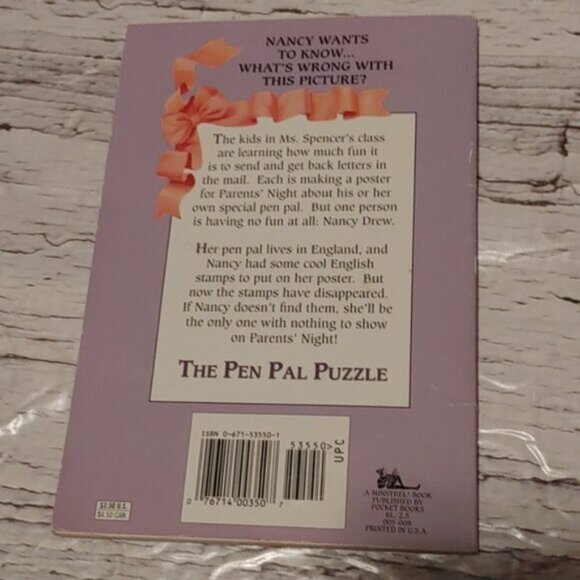 NANCY WANTS
TO KNOW...
WHAT'S WRONG WITH
THIS PICTURE?
The kids in Ms. Spencer's class
are learning how much fun it
is to send and get back letters in
the mail. Each is making a poster
for Parents' Night about his or her
own special pen pal. But one person
is having no fun at all: Nancy Drew.
Her pen pal lives in England, and
Nancy had some cool English
stamps to put on her poster. But
now the stamps have disappeared.
If Nancy doesn't find them, she'll be
the only one with nothing to show
on Parents' Night!
THE PEN PAL PUZZLE
ISBN 0-671-53550-1
53550>
UPC
0 76714 00350 7
$3.50 U.S.
$4.50 CAN
A MINSTREL® BOOK
PUBLISHED BY
POCKET BOOKS
RL: 2.5
005-008
PRINTED IN U.S.A